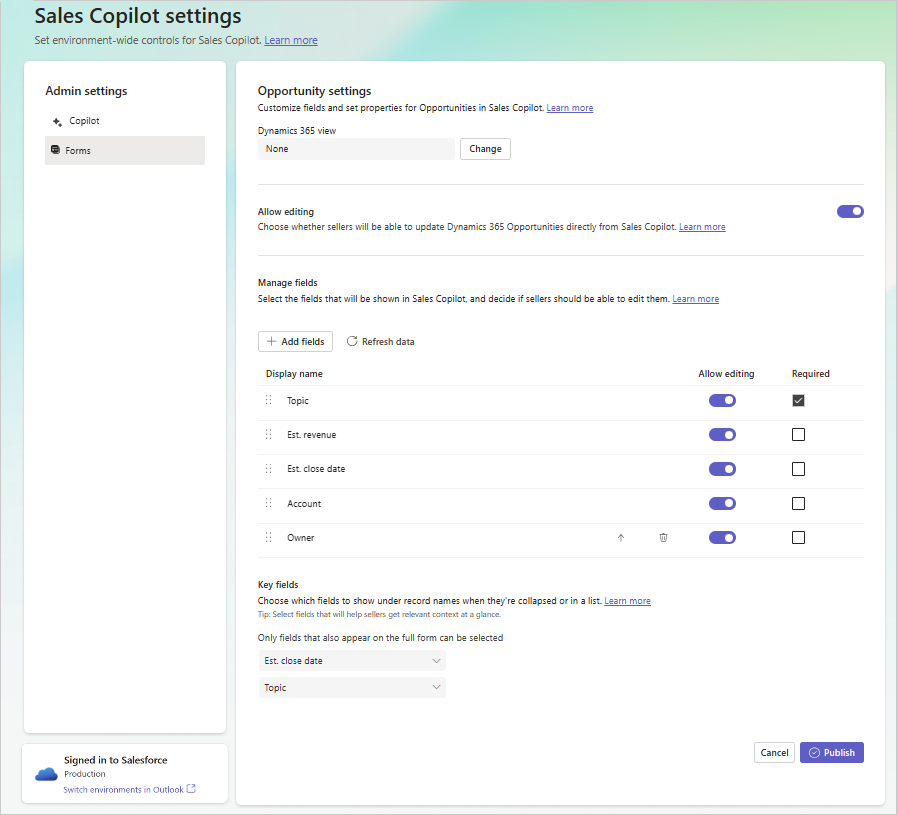 Sales Copilot settings
Set environment-wide controls for Sales Copilot. Learn more
Admin settings
Copilot
Forms
Signed in to Salesforce
Production
Switch environments in Outlook
Opportunity settings
Customize fields and set properties for Opportunities in Sales Copilot. Learn more
Dynamics 365 view
None Change
Allow editing
Choose whether sellers will be able to update Dynamics 365 Opportunities directly from Sales Copilot. Learn more
Manage fields
Select the fields that will be shown in Sales Copilot, and decide if sellers should be able to edit them. Learn more
Add fields Refresh data
Display name Allow editing Required
Topic
Est. revenue
Est. close date
Account
Owner
Key fields
Choose which fields to show under record names when they're collapsed or in a list. Learn more
Tip: Select fields that will help sellers get relevant context at a glance.
Only fields that also appear on the full form can be selected
Est. close date
Topic
Cancel Publish